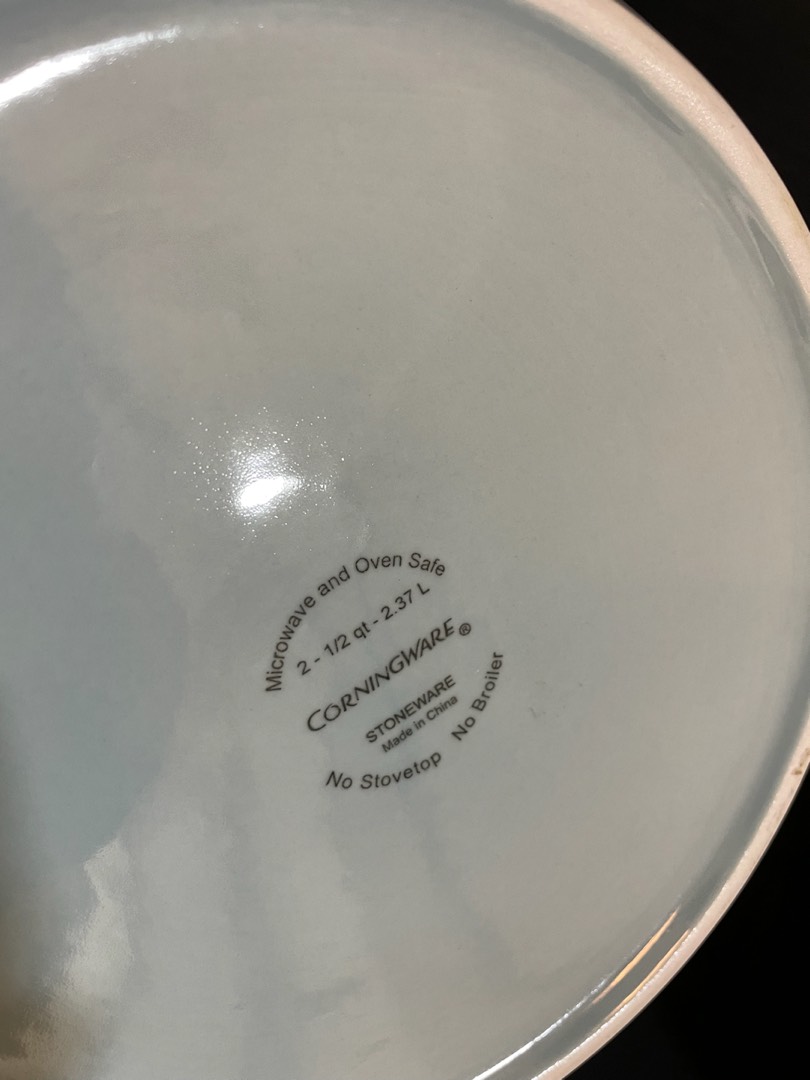 Microwave and Oven Safe
2 - 1/2 qt - 2.37 L
CORNINGWARE®
STONEWARE
Made in China
No Stovetop No Broiler